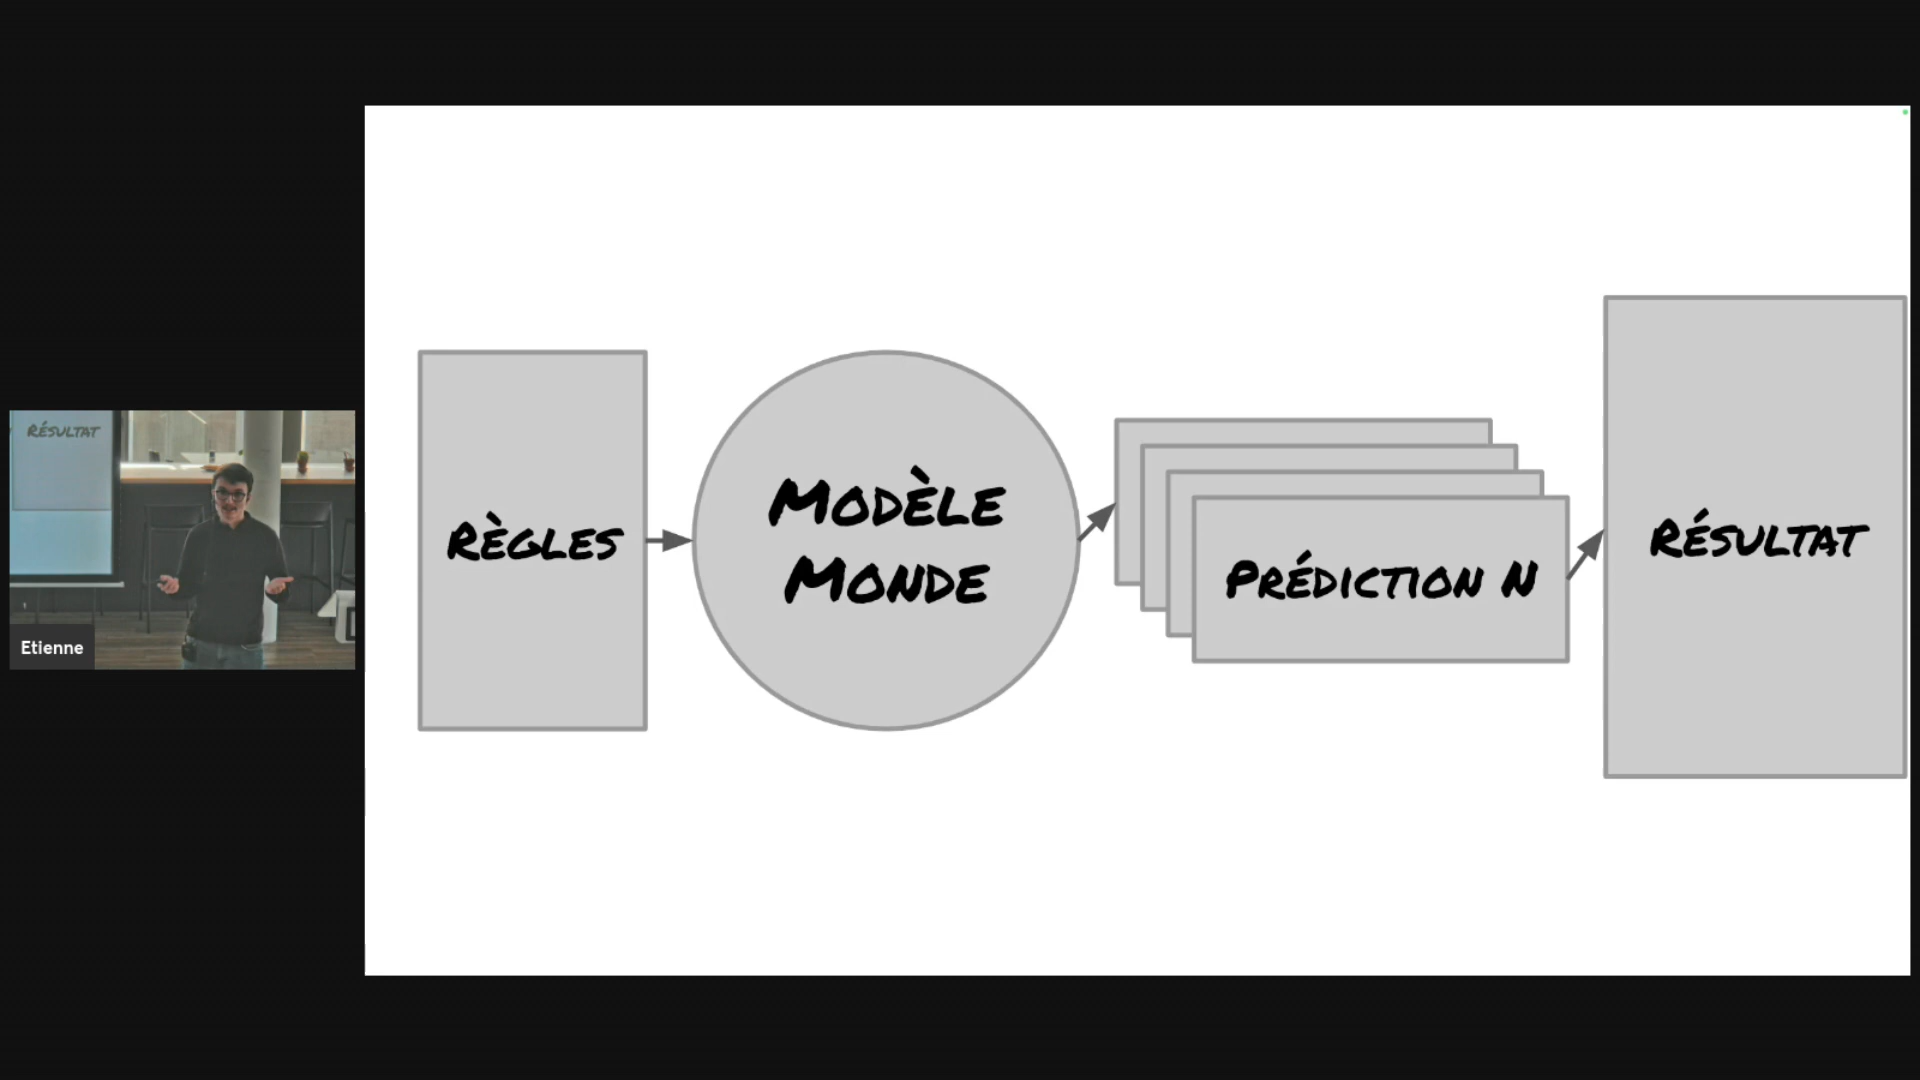 RÉSULTAT
Etienne
RÈGLES
MODÈLE
MONDE
PRÉDICTION N
RÉSULTAT